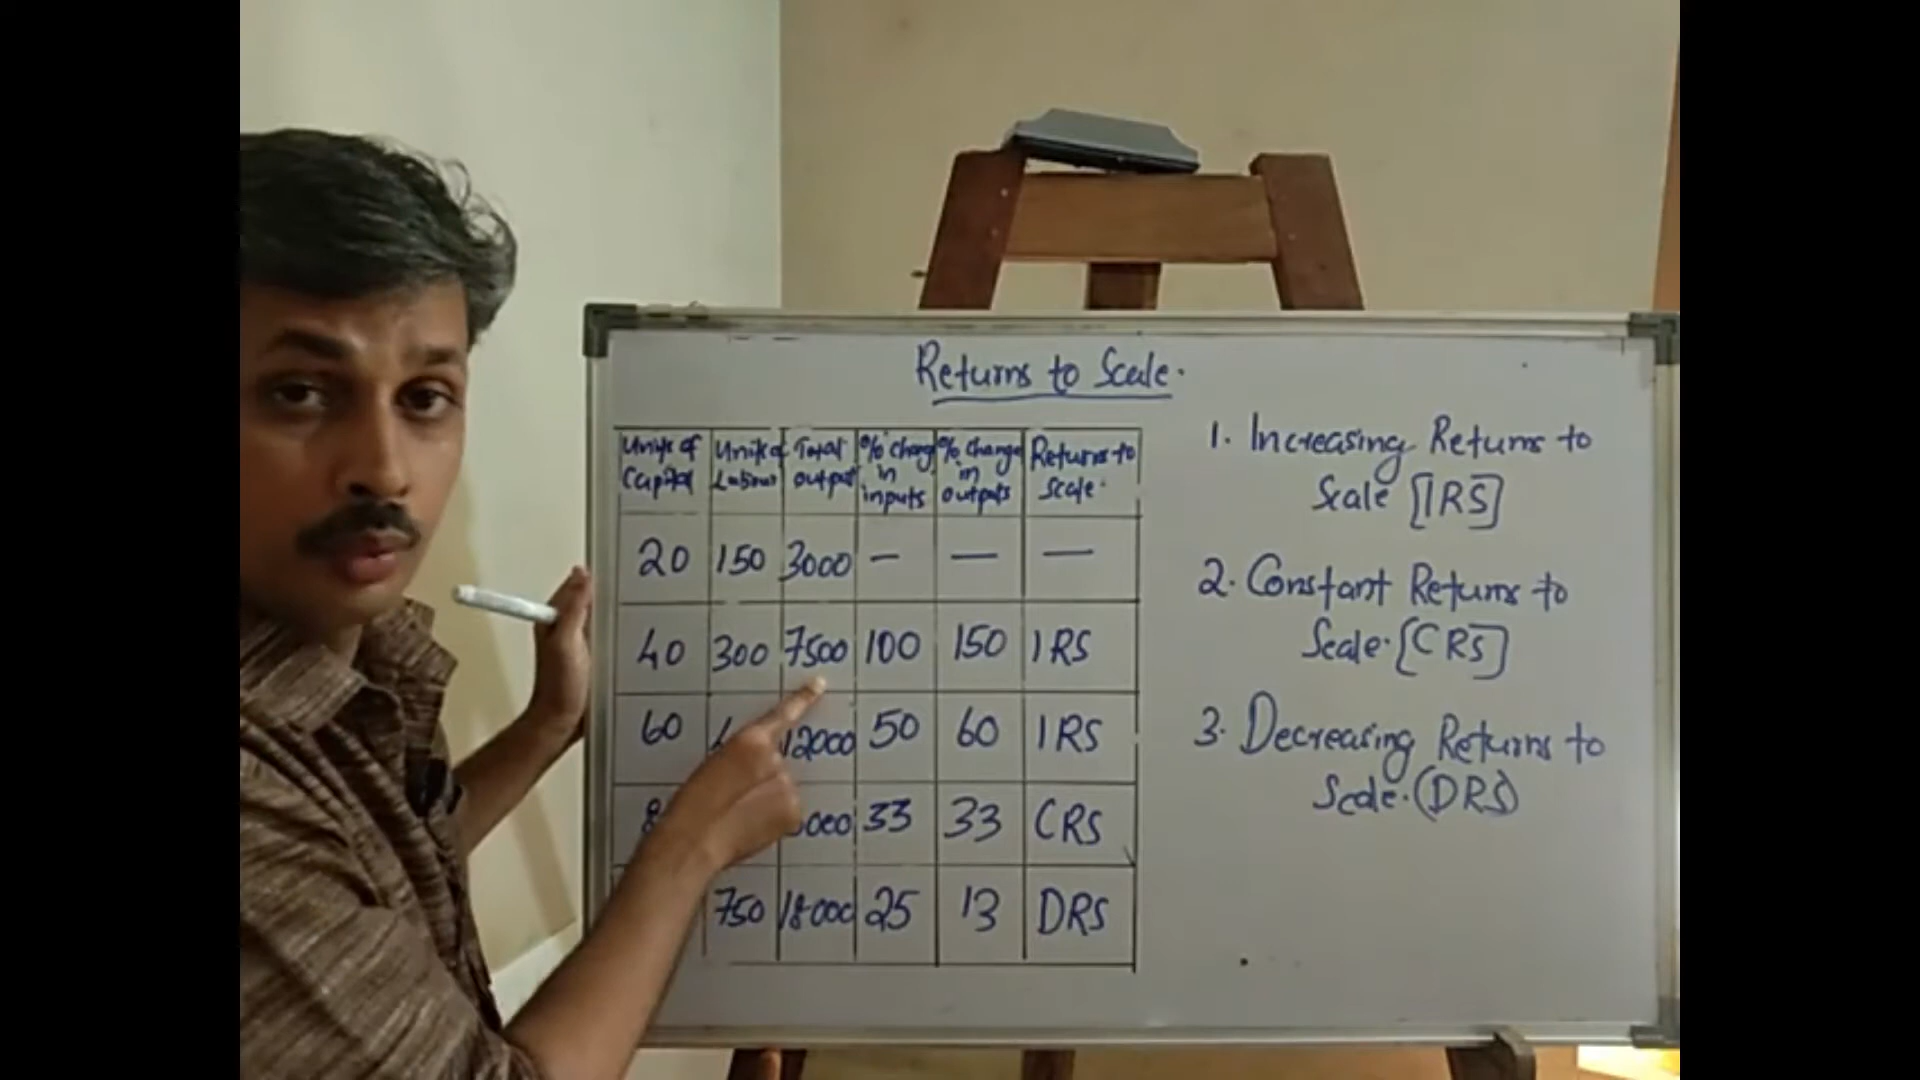 Returns to Scale.
Units of Capital | Units of Labour | Total output | % Change in inputs | % Change in outputs | Returns to Scale.
20 | 150 | 3000 | — | — | —
40 | 300 | 7500 | 100 | 150 | IRS
60 | 12000 | 50 | 60 | IRS
33 | 33 | CRS
750 | 18000 | 25 | 13 | DRS
1. Increasing Returns to
Scale [IRS]
2. Constant Returns to
Scale. [CRS]
3. Decreasing Returns to
Scale. (DRS)